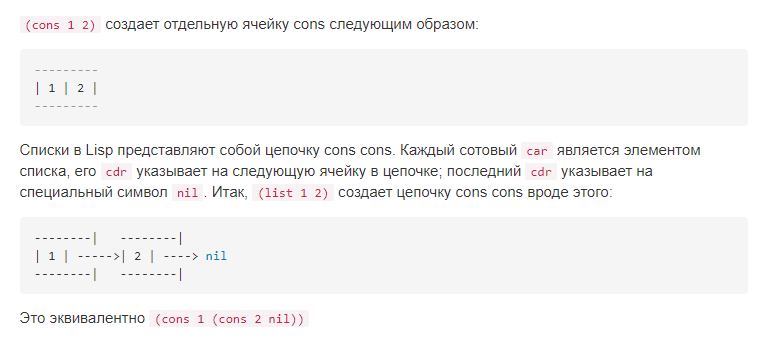 (cons 1 2) создает отдельную ячейку cons следующим образом:
---------
| 1 | 2 |
---------
Списки в Lisp представляют собой цепочку cons cons. Каждый сотовый car является элементом
списка, его cdr указывает на следующую ячейку в цепочке; последний cdr указывает на
специальный символ nil . Итак, (list 1 2) создает цепочку cons cons вроде этого:
--------|   --------|
| 1 | ----->| 2 | ----> nil
--------|   --------|
Это эквивалентно (cons 1 (cons 2 nil))